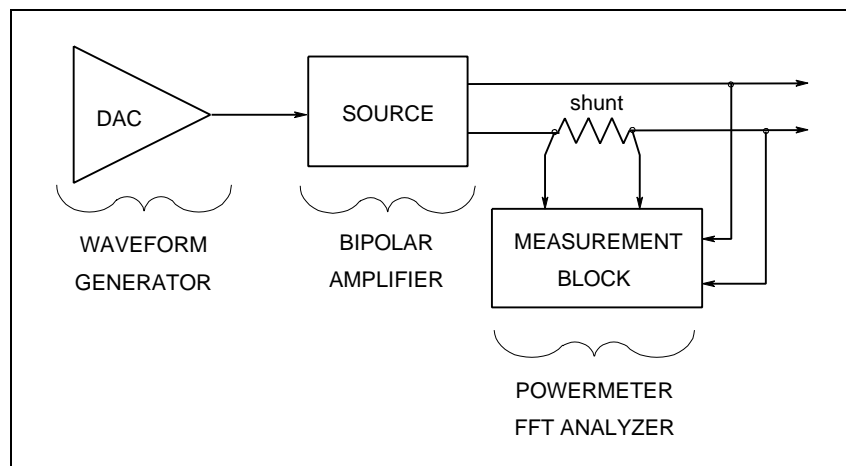 DAC
SOURCE
shunt
WAVEFORM
GENERATOR
BIPOLAR
AMPLIFIER
MEASUREMENT
BLOCK
POWERMETER
FFT ANALYZER